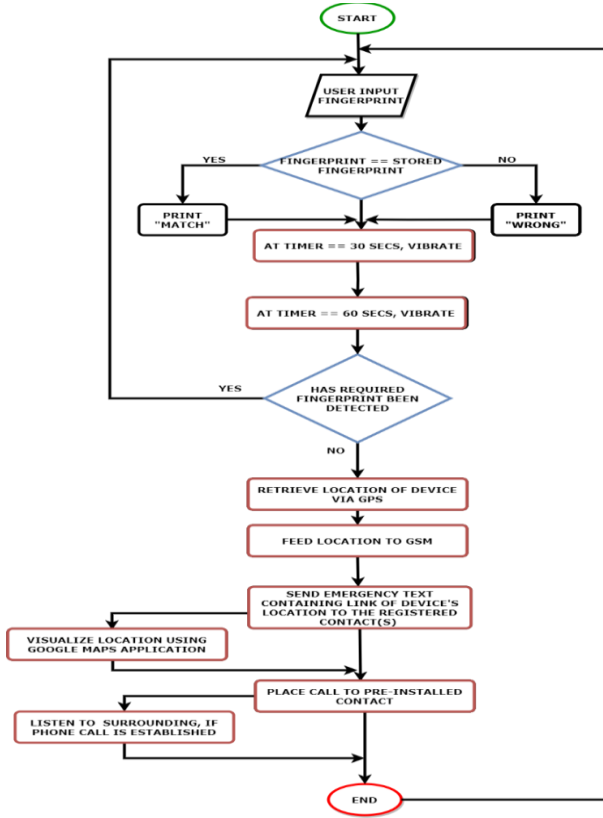 START
USER INPUT
FINGERPRINT
FINGERPRINT == STORED
FINGERPRINT
YES
NO
PRINT
"MATCH"
PRINT
"WRONG"
AT TIMER == 30 SECS, VIBRATE
AT TIMER == 60 SECS, VIBRATE
YES
HAS REQUIRED
FINGERPRINT BEEN
DETECTED
NO
RETRIEVE LOCATION OF DEVICE
VIA GPS
FEED LOCATION TO GSM
SEND EMERGENCY TEXT
CONTAINING LINK OF DEVICE'S
LOCATION TO THE REGISTERED
CONTACT(S)
VISUALIZE LOCATION USING
GOOGLE MAPS APPLICATION
PLACE CALL TO PRE-INSTALLED
CONTACT
LISTEN TO SURROUNDING, IF
PHONE CALL IS ESTABLISHED
END